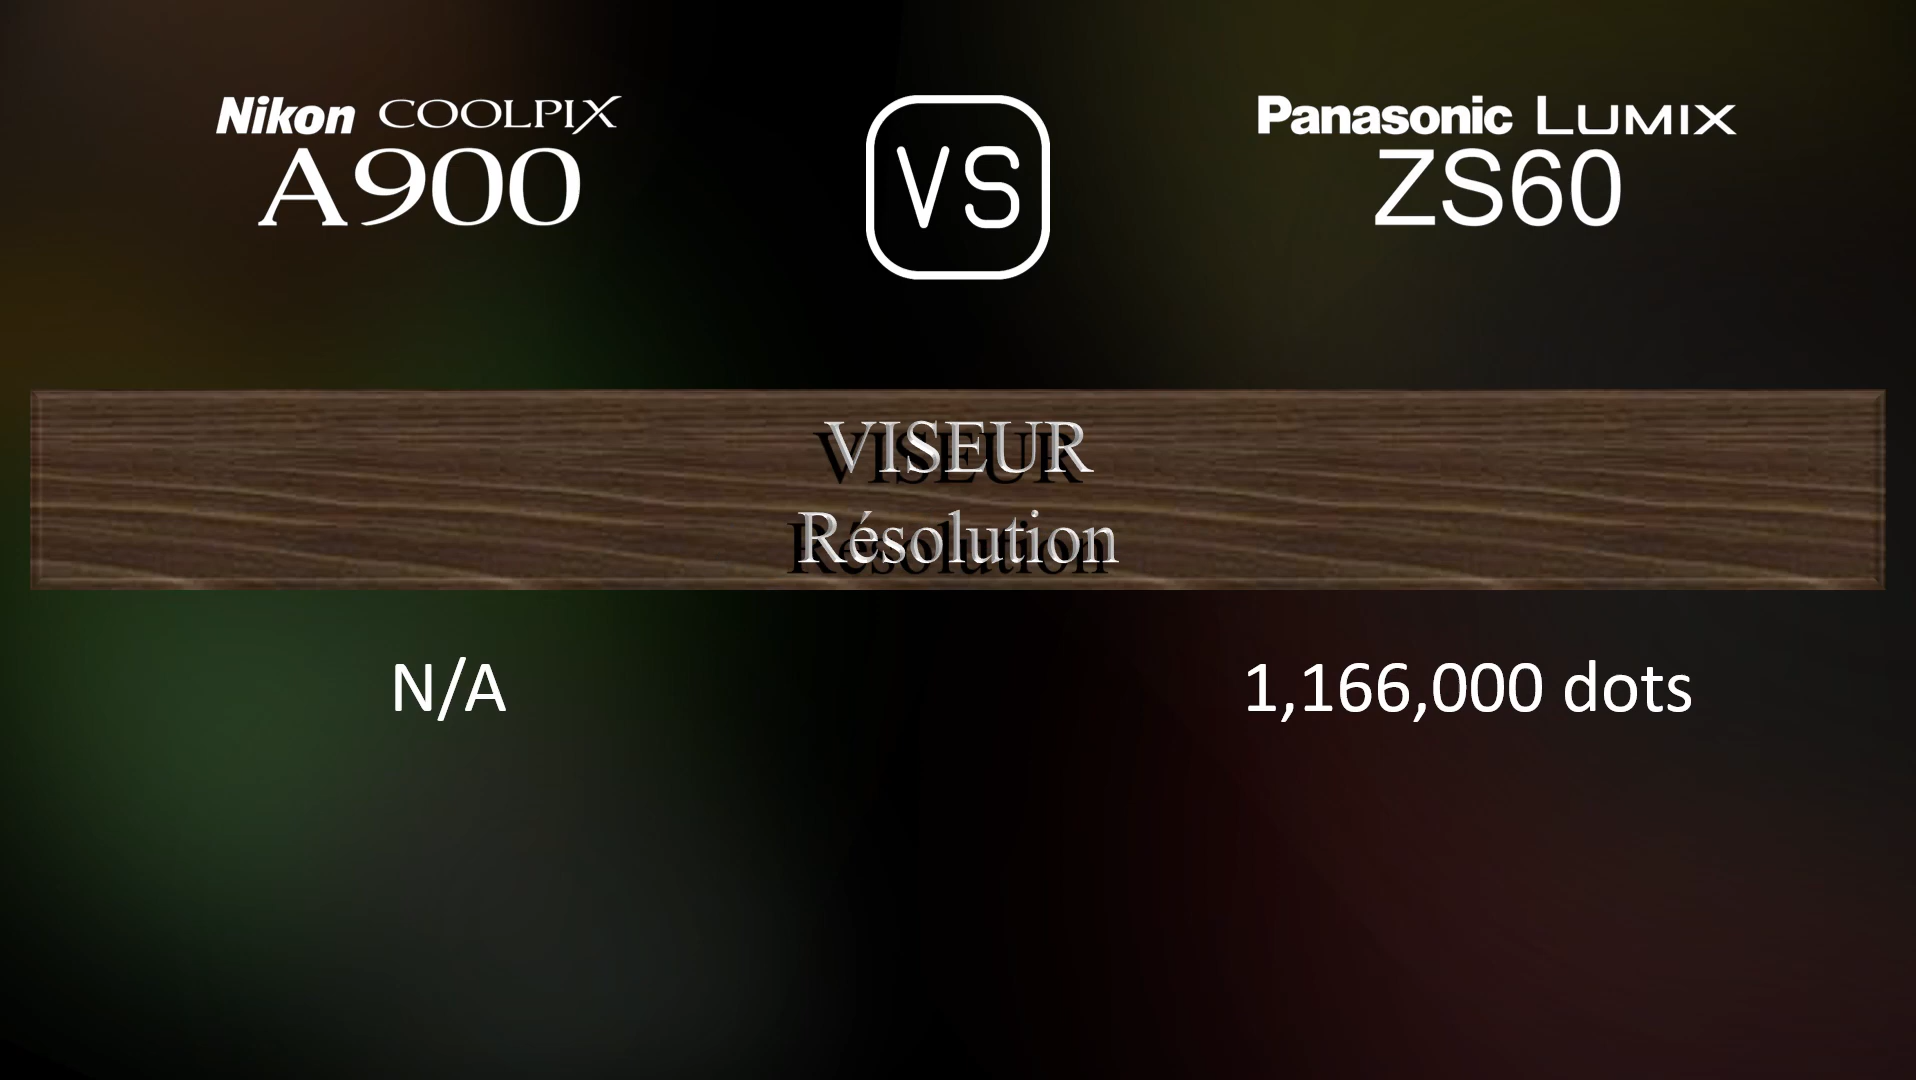 Nikon COOLPIX
A900
VS
Panasonic LUMIX
ZS60
VISEUR
Résolution
N/A
1,166,000 dots